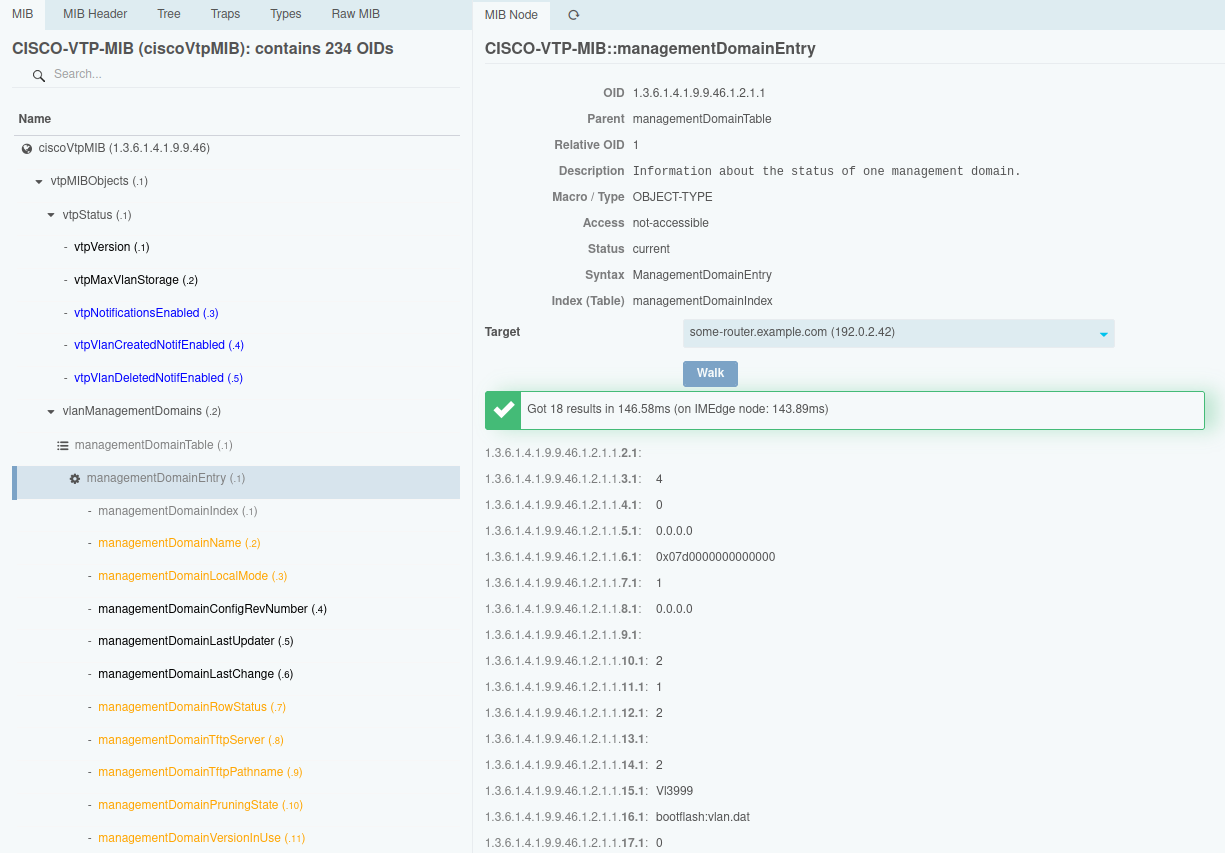 MIB MIB Header Tree Traps Types Raw MIB
CISCO-VTP-MIB (ciscoVtpMIB): contains 234 OIDs
Search...
Name
ciscoVtpMIB (1.3.6.1.4.1.9.9.46)
vtpMIBObjects (.1)
vtpStatus (.1)
- vtpVersion (.1)
- vtpMaxVlanStorage (.2)
- vtpNotificationsEnabled (.3)
- vtpVlanCreatedNotifEnabled (.4)
- vtpVlanDeletedNotifEnabled (.5)
vlanManagementDomains (.2)
managementDomainTable (.1)
managementDomainEntry (.1)
- managementDomainIndex (.1)
- managementDomainName (.2)
- managementDomainLocalMode (.3)
- managementDomainConfigRevNumber (.4)
- managementDomainLastUpdater (.5)
- managementDomainLastChange (.6)
- managementDomainRowStatus (.7)
- managementDomainTftpServer (.8)
- managementDomainTftpPathname (.9)
- managementDomainPruningState (.10)
- managementDomainVersionInUse (.11)
MIB Node
CISCO-VTP-MIB::managementDomainEntry
OID 1.3.6.1.4.1.9.9.46.1.2.1.1
Parent managementDomainTable
Relative OID 1
Description Information about the status of one management domain.
Macro / Type OBJECT-TYPE
Access not-accessible
Status current
Syntax ManagementDomainEntry
Index (Table) managementDomainIndex
Target some-router.example.com (192.0.2.42)
Walk
Got 18 results in 146.58ms (on IMEdge node: 143.89ms)
1.3.6.1.4.1.9.9.46.1.2.1.1.2.1:
1.3.6.1.4.1.9.9.46.1.2.1.1.3.1: 4
1.3.6.1.4.1.9.9.46.1.2.1.1.4.1: 0
1.3.6.1.4.1.9.9.46.1.2.1.1.5.1: 0.0.0.0
1.3.6.1.4.1.9.9.46.1.2.1.1.6.1: 0x07d0000000000000
1.3.6.1.4.1.9.9.46.1.2.1.1.7.1: 1
1.3.6.1.4.1.9.9.46.1.2.1.1.8.1: 0.0.0.0
1.3.6.1.4.1.9.9.46.1.2.1.1.9.1:
1.3.6.1.4.1.9.9.46.1.2.1.1.10.1: 2
1.3.6.1.4.1.9.9.46.1.2.1.1.11.1: 1
1.3.6.1.4.1.9.9.46.1.2.1.1.12.1: 2
1.3.6.1.4.1.9.9.46.1.2.1.1.13.1:
1.3.6.1.4.1.9.9.46.1.2.1.1.14.1: 2
1.3.6.1.4.1.9.9.46.1.2.1.1.15.1: Vl3999
1.3.6.1.4.1.9.9.46.1.2.1.1.16.1: bootflash:vlan.dat
1.3.6.1.4.1.9.9.46.1.2.1.1.17.1: 0